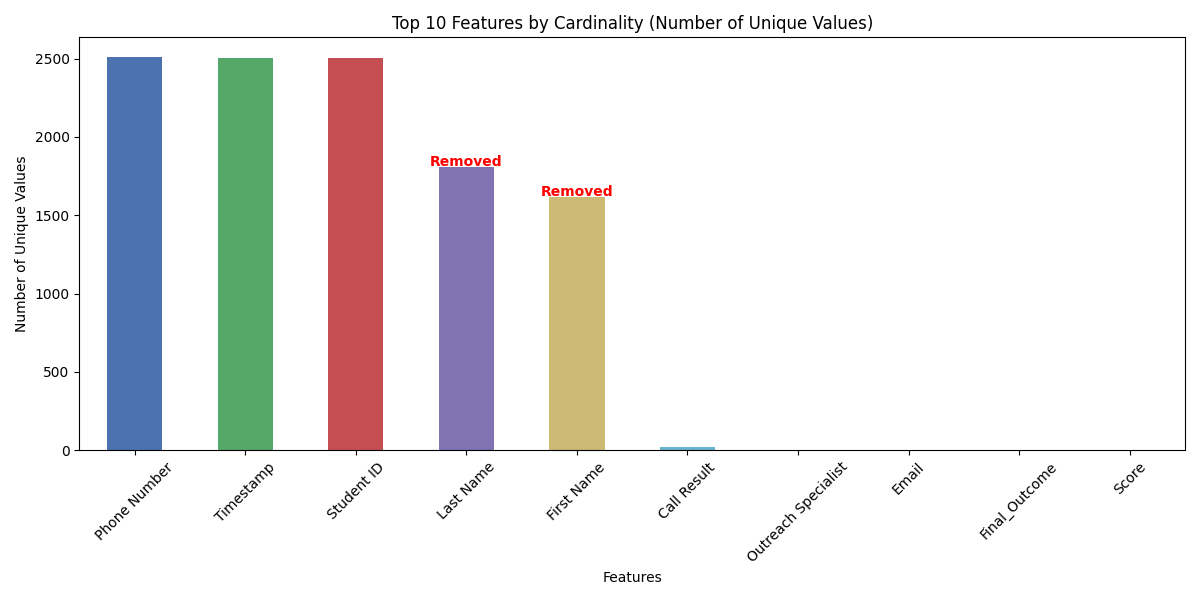 Top 10 Features by Cardinality (Number of Unique Values)
Number of Unique Values
2500
2000
1500
1000
500
0
Removed
Removed
Phone Number
Timestamp
Student ID
Last Name
First Name
Call Result
Outreach Specialist
Email
Final_Outcome
Score
Features